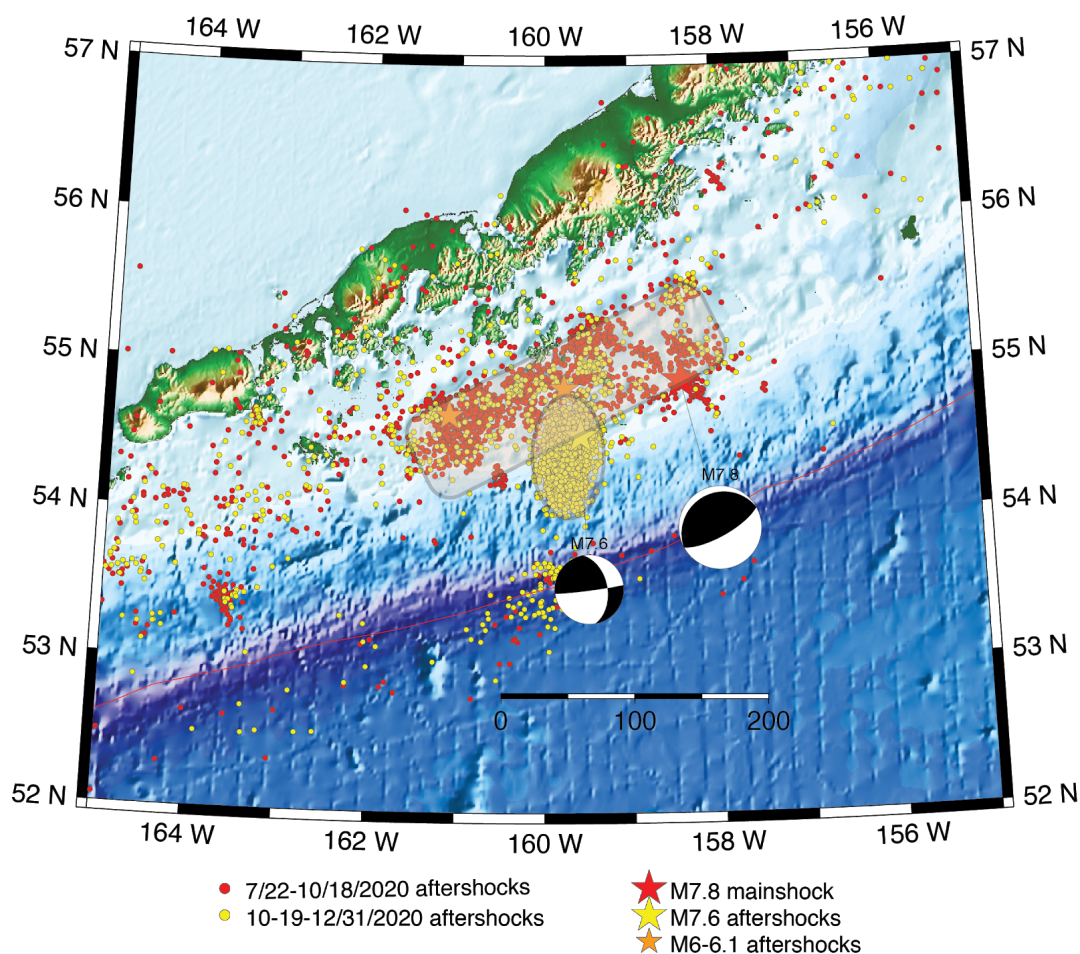 164 W 162 W 160 W 158 W 156 W
57 N 57 N
56 N 56 N
55 N 55 N
54 N 54 N
M7.8
M7.6
53 N 53 N
0 100 200
52 N 52 N
164 W 162 W 160 W 158 W 156 W
7/22-10/18/2020 aftershocks
10-19-12/31/2020 aftershocks
M7.8 mainshock
M7.6 aftershocks
M6-6.1 aftershocks